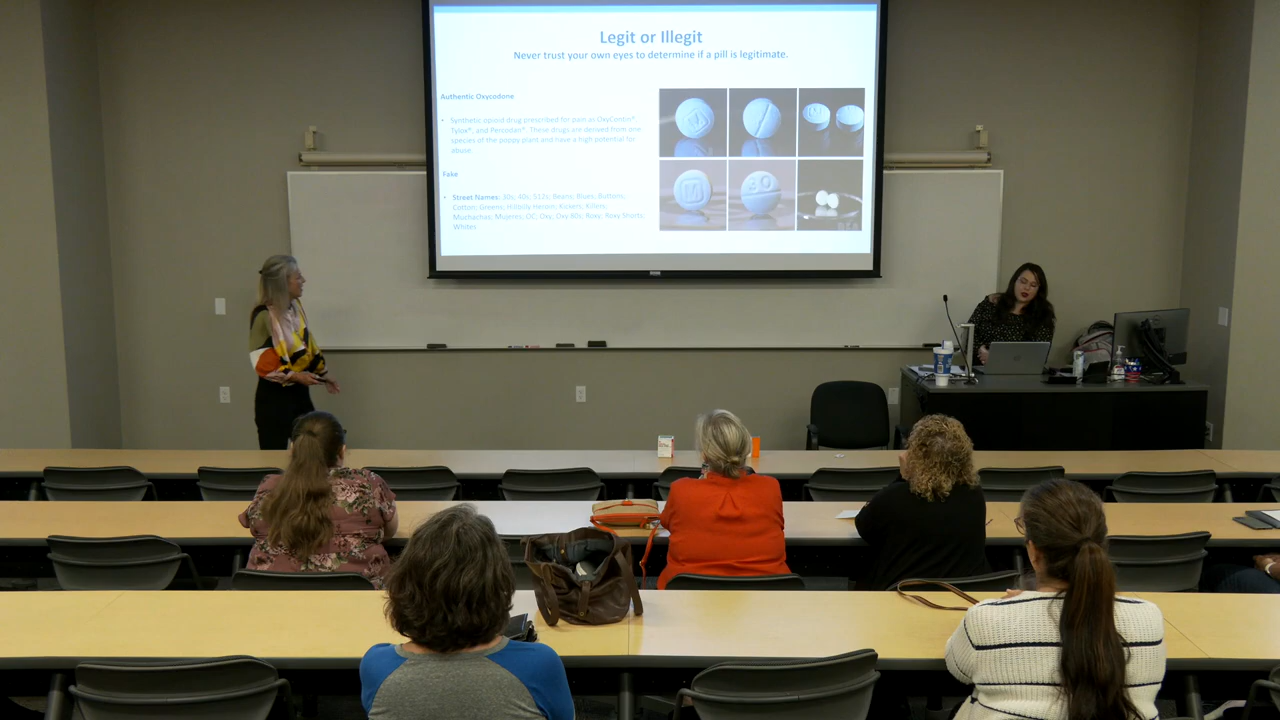 Legit or Illegit
Never trust your own eyes to determine if a pill is legitimate.
Authentic Oxycodone
• Synthetic opioid drug prescribed for pain as OxyContin®,
Tylox®, and Percodan®. These drugs are derived from one
species of the poppy plant and have a high potential for
abuse.
Fake
• Street Names: 30s; 40s; 512s; Beans; Blues; Buttons;
Cotton; Greens; Hillbilly Heroin; Kickers; Killers;
Muchachas; Mujeres; OC; Oxy; Oxy 80s; Roxy; Roxy Shorts;
Whites
M
M
30
DEA